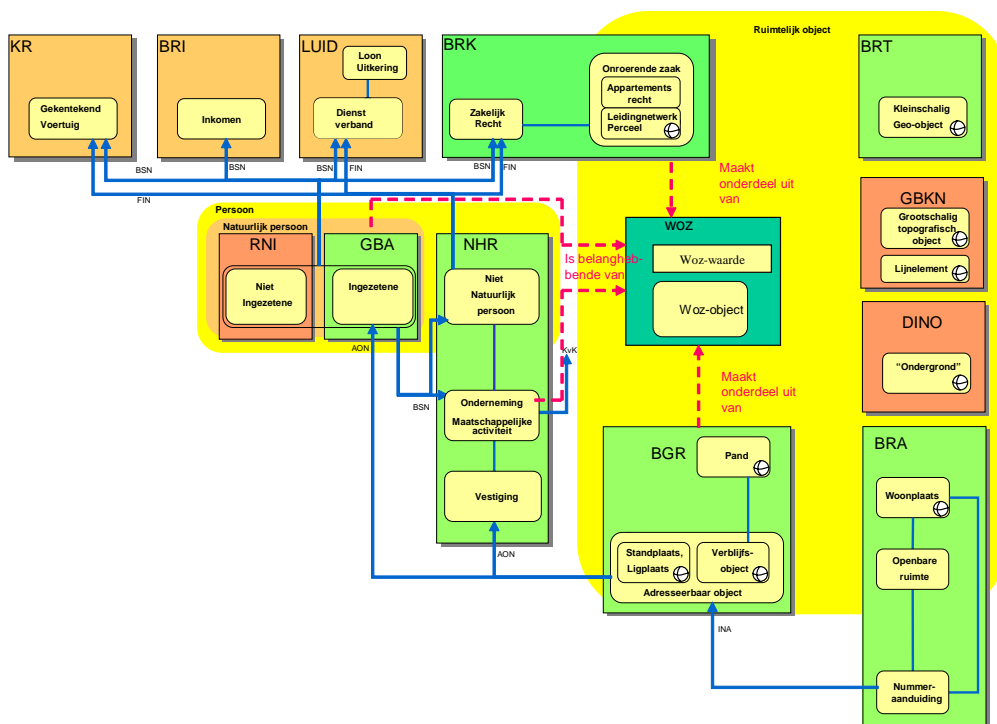 KR
BRI
LUID
BRK
Ruimtelijk object
BRT
Gekentekend
Voertuig
Inkomen
Loon
Uitkering
Dienst
verband
Zakelijk
Recht
Onroerende zaak
Appartements
recht
Leidingnetwerk
Perceel
Kleinschalig
Geo-object
BSN
BSN
BSN
FIN
BSN
FIN
FIN
Maakt
onderdeel uit
van
GBKN
Grootschalig
topografisch
object
Lijnelement
Persoon
Natuurlijk persoon
RNI
GBA
NHR
Niet
Ingezetene
Ingezetene
Niet
Natuurlijk
persoon
Is belangheb-
bende van
WOZ
Woz-waarde
Woz-object
DINO
“Ondergrond”
AON
KvK
BSN
Maakt
onderdeel uit
van
Onderneming
Maatschappelijke
activiteit
Vestiging
AON
BGR
Pand
Standplaats,
Ligplaats
Verblijfs-
object
Adresseerbaar object
INA
BRA
Woonplaats
Openbare
ruimte
Nummer-
aanduiding